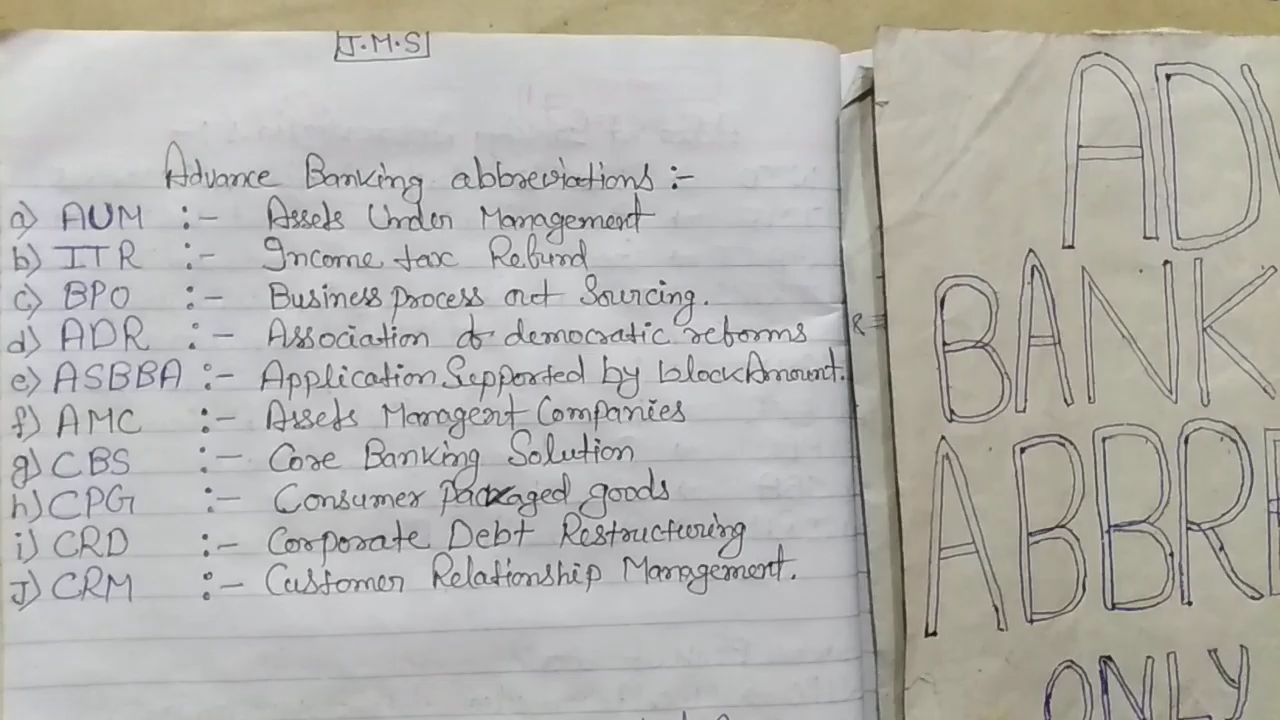 J.M.S
Advance Banking abbreviations :-
a) AUM :- Assets Under Management
b) ITR :- Income tax Refund
c) BPO :- Business process out Sourcing.
d) ADR :- Association of democratic reforms
e) ASBBA :- Application Supported by block Amount.
f) AMC :- Assets Managent Companies
g) CBS :- Core Banking Solution
h) CPG :- Consumer packaged goods
i) CRD :- Corporate Debt Restructuring
J) CRM :- Customer Relationship Management.
ADV
BANK
ABBRE
ONLY